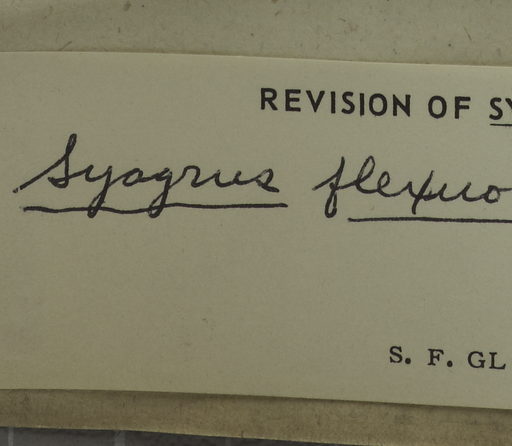 REVISION OF SY
Syagrus flexuo
S. F. GL